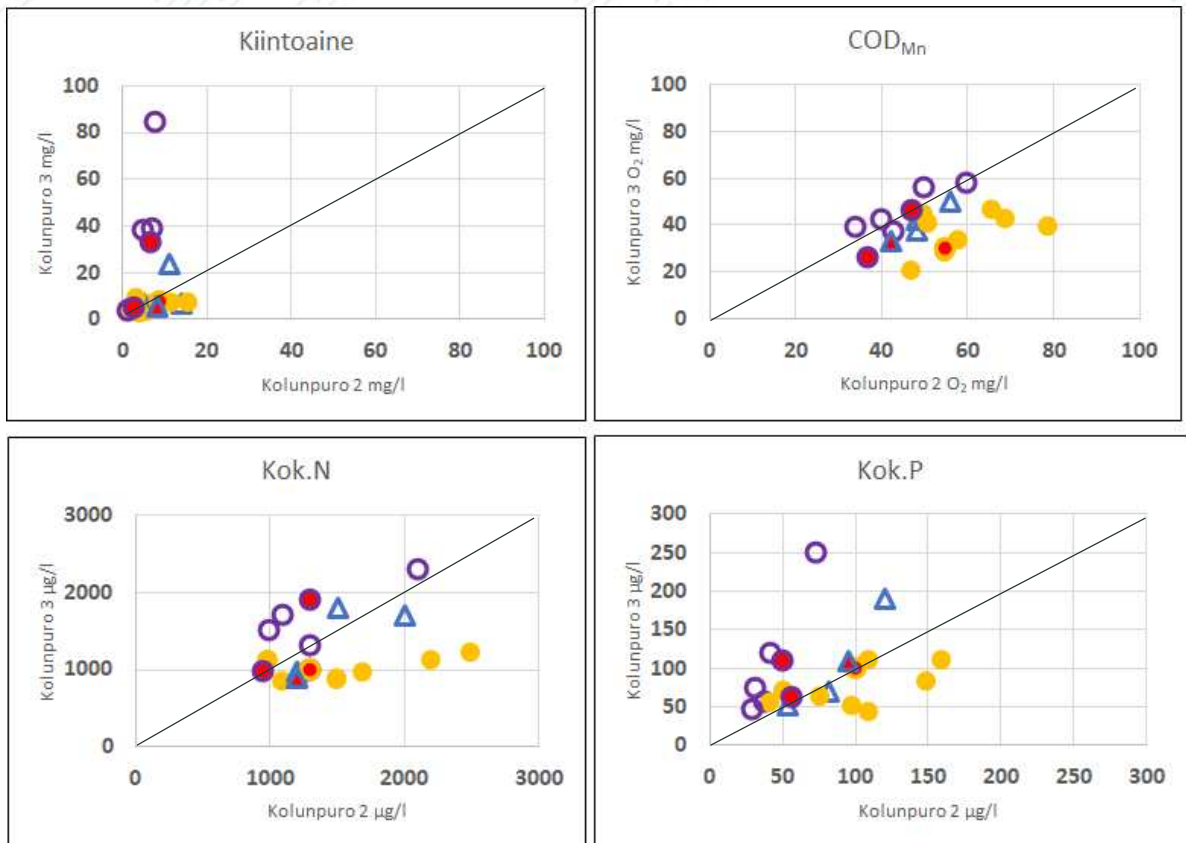 Kiintoaine
Kolunpuro 3 mg/l
100
80
60
40
20
0
0 20 40 60 80 100
Kolunpuro 2 mg/l
COD_Mn
Kolunpuro 3 O₂ mg/l
100
80
60
40
20
0
0 20 40 60 80 100
Kolunpuro 2 O₂ mg/l
Kok.N
Kolunpuro 3 µg/l
3000
2000
1000
0
0 1000 2000 3000
Kolunpuro 2 µg/l
Kok.P
Kolunpuro 3 µg/l
300
250
200
150
100
50
0
0 50 100 150 200 250 300
Kolunpuro 2 µg/l